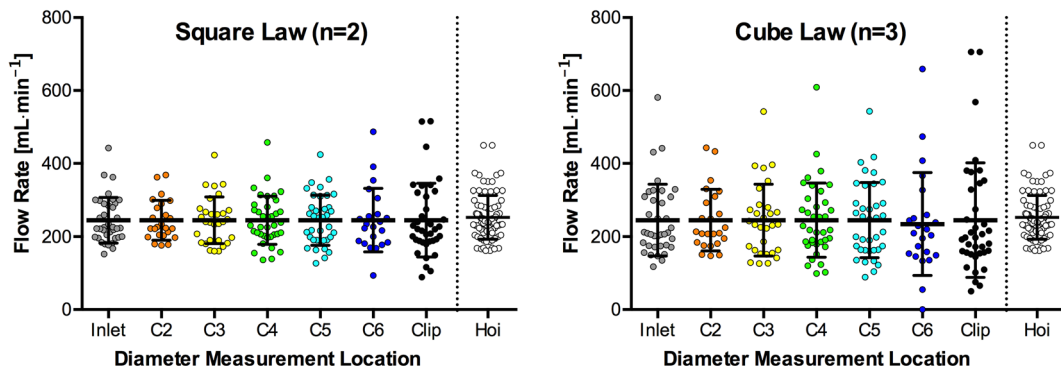 Square Law (n=2)
Flow Rate [mL·min⁻¹]
800
600
400
200
0
Inlet C2 C3 C4 C5 C6 Clip Hoi
Diameter Measurement Location
Cube Law (n=3)
Flow Rate [mL·min⁻¹]
800
600
400
200
0
Inlet C2 C3 C4 C5 C6 Clip Hoi
Diameter Measurement Location